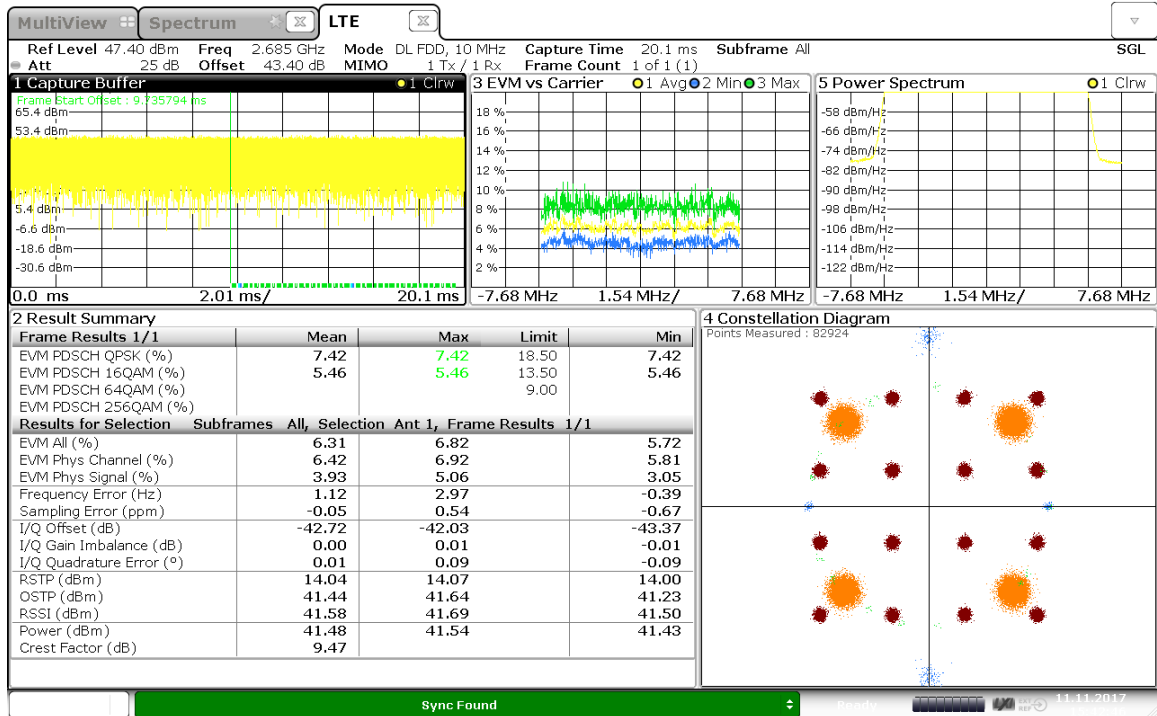 MultiView Spectrum LTE
Ref Level 47.40 dBm Freq 2.685 GHz Mode DL FDD, 10 MHz Capture Time 20.1 ms Subframe All SGL
Att 25 dB Offset 43.40 dB MIMO 1 Tx / 1 Rx Frame Count 1 of 1 (1)
1 Capture Buffer 1 Clrw
Frame Start Offset : 9.735794 ms
65.4 dBm
53.4 dBm
5.4 dBm
-6.6 dBm
-18.6 dBm
-30.6 dBm
0.0 ms 2.01 ms/ 20.1 ms
3 EVM vs Carrier 1 Avg 2 Min 3 Max
18 %
16 %
14 %
12 %
10 %
8 %
6 %
4 %
2 %
-7.68 MHz 1.54 MHz/ 7.68 MHz
5 Power Spectrum 1 Clrw
-58 dBm/Hz
-66 dBm/Hz
-74 dBm/Hz
-82 dBm/Hz
-90 dBm/Hz
-98 dBm/Hz
-106 dBm/Hz
-114 dBm/Hz
-122 dBm/Hz
-7.68 MHz 1.54 MHz/ 7.68 MHz
2 Result Summary
Frame Results 1/1 Mean Max Limit Min
EVM PDSCH QPSK (%) 7.42 7.42 18.50 7.42
EVM PDSCH 16QAM (%) 5.46 5.46 13.50 5.46
EVM PDSCH 64QAM (%) 9.00
EVM PDSCH 256QAM (%)
Results for Selection Subframes All, Selection Ant 1, Frame Results 1/1
EVM All (%) 6.31 6.82 5.72
EVM Phys Channel (%) 6.42 6.92 5.81
EVM Phys Signal (%) 3.93 5.06 3.05
Frequency Error (Hz) 1.12 2.97 -0.39
Sampling Error (ppm) -0.05 0.54 -0.67
I/Q Offset (dB) -42.72 -42.03 -43.37
I/Q Gain Imbalance (dB) 0.00 0.01 -0.01
I/Q Quadrature Error (º) 0.01 0.09 -0.09
RSTP (dBm) 14.04 14.07 14.00
OSTP (dBm) 41.44 41.64 41.23
RSSI (dBm) 41.58 41.69 41.50
Power (dBm) 41.48 41.54 41.43
Crest Factor (dB) 9.47
4 Constellation Diagram
Points Measured : 82924
Sync Found
Ready
LXI
11.11.2017